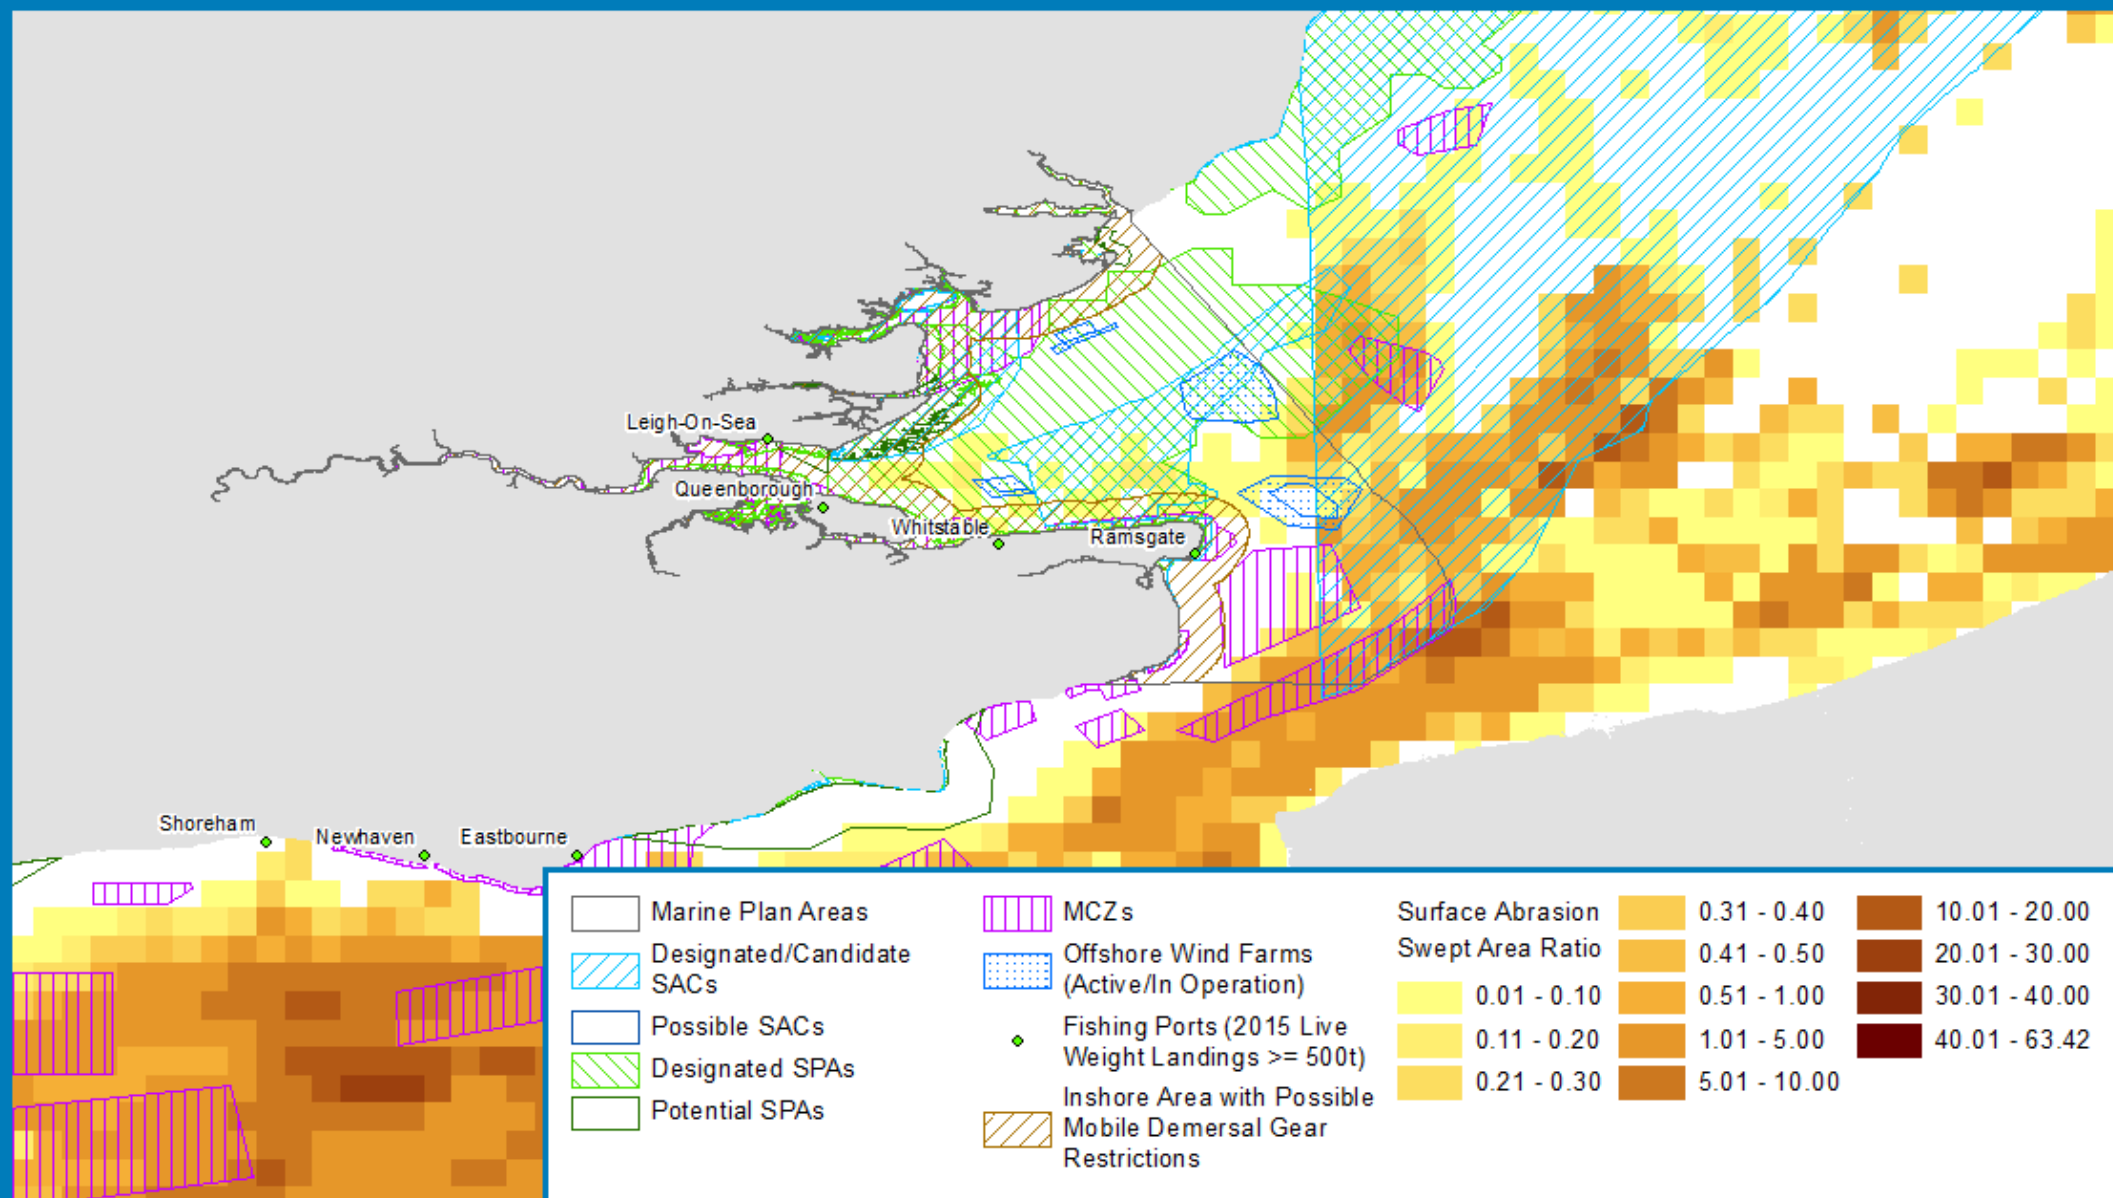 Leigh-On-Sea
Queenborough
Whitstable
Ramsgate
Shoreham
Newhaven
Eastbourne
Marine Plan Areas
Designated/Candidate
SACs
Possible SACs
Designated SPAs
Potential SPAs
MCZs
Offshore Wind Farms
(Active/In Operation)
Fishing Ports (2015 Live
Weight Landings >= 500t)
Inshore Area with Possible
Mobile Demersal Gear
Restrictions
Surface Abrasion
Swept Area Ratio
0.01 - 0.10
0.11 - 0.20
0.21 - 0.30
0.31 - 0.40
0.41 - 0.50
0.51 - 1.00
1.01 - 5.00
5.01 - 10.00
10.01 - 20.00
20.01 - 30.00
30.01 - 40.00
40.01 - 63.42